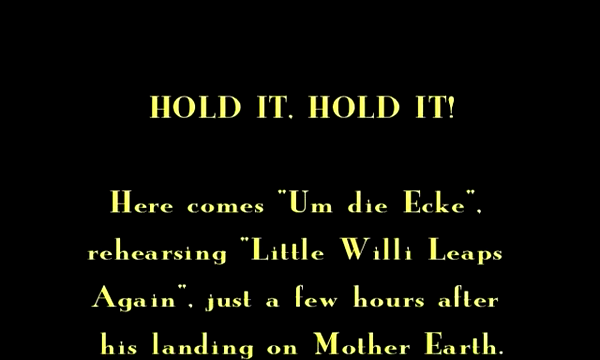 HOLD IT, HOLD IT!
Here comes "Um die Ecke",
rehearsing "Little Willi Leaps
Again", just a few hours after
his landing on Mother Earth.